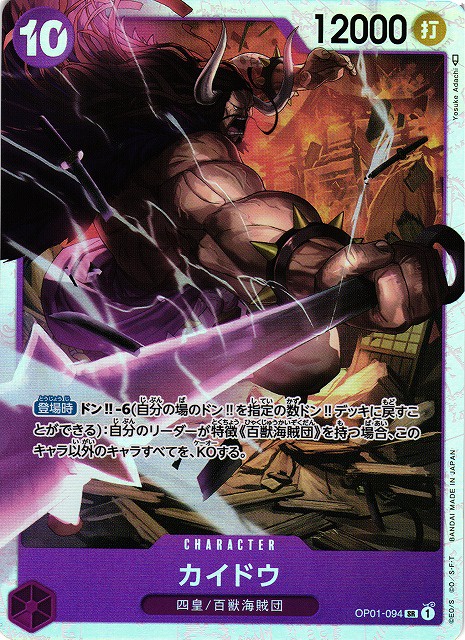 10
12000 打
Yosuke Adachi
登場時 ドン!!-6(自分の場のドン!!を指定の数ドン!!デッキに戻すこ
とができる):自分のリーダーが特徴《百獣海賊団》を持つ場合、この
キャラ以外のキャラすべてを、KOする。
CHARACTER
カイドウ
四皇/百獣海賊団
BANDAI MADE IN JAPAN
©E.O/S ©O/S・F・T
OP01-094 SR 1